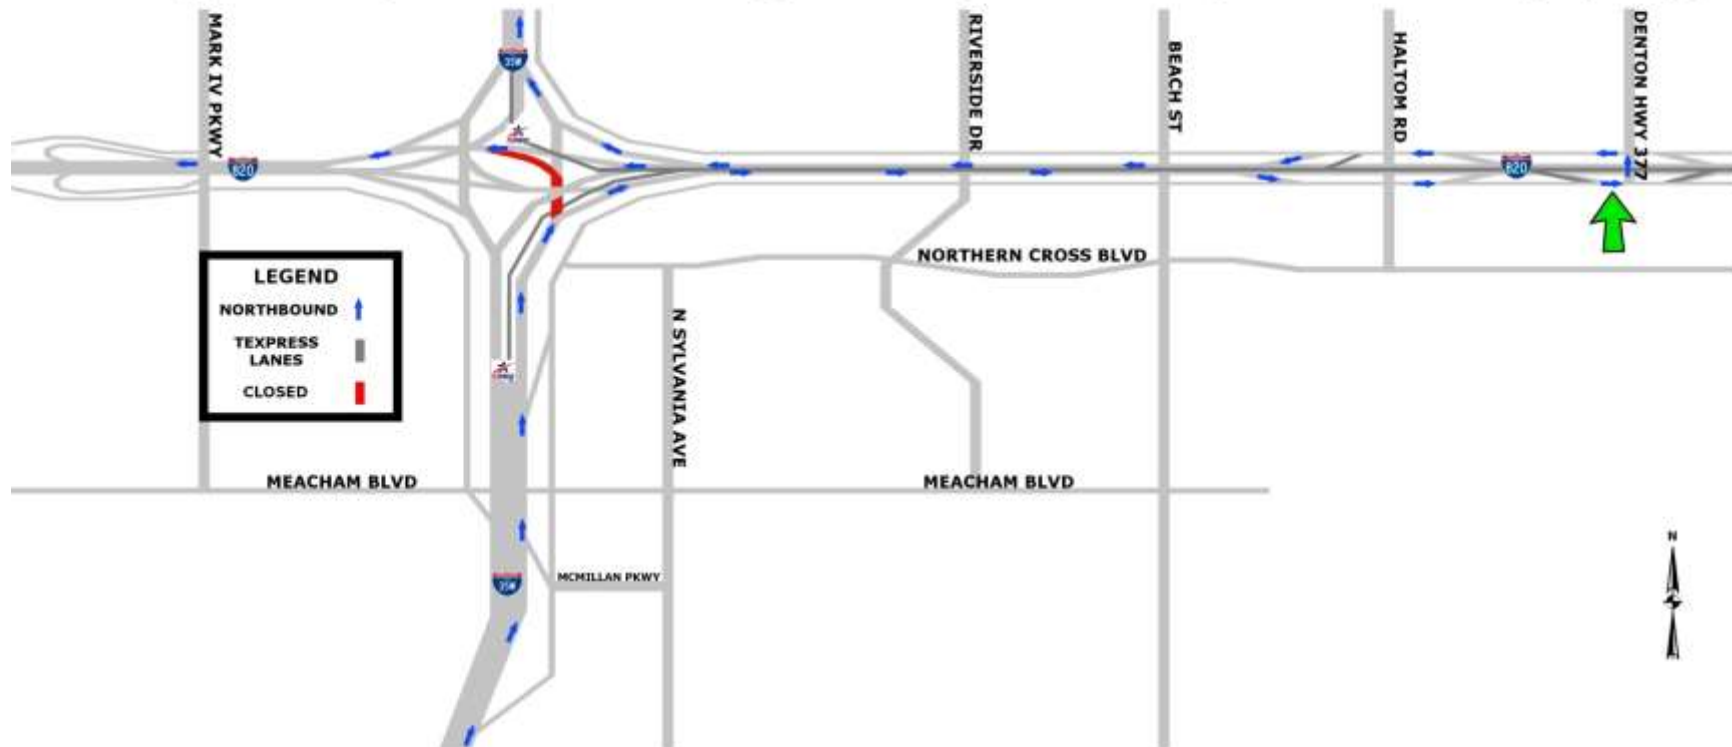 MARK IV PKWY
35W
RIVERSIDE DR
BEACH ST
HALTOM RD
DENTON HWY 377
820
820
NORTHERN CROSS BLVD
LEGEND
NORTHBOUND
TEXPRESS
LANES
CLOSED
N SYLVANIA AVE
MEACHAM BLVD
MEACHAM BLVD
MCMILLAN PKWY
35W
N